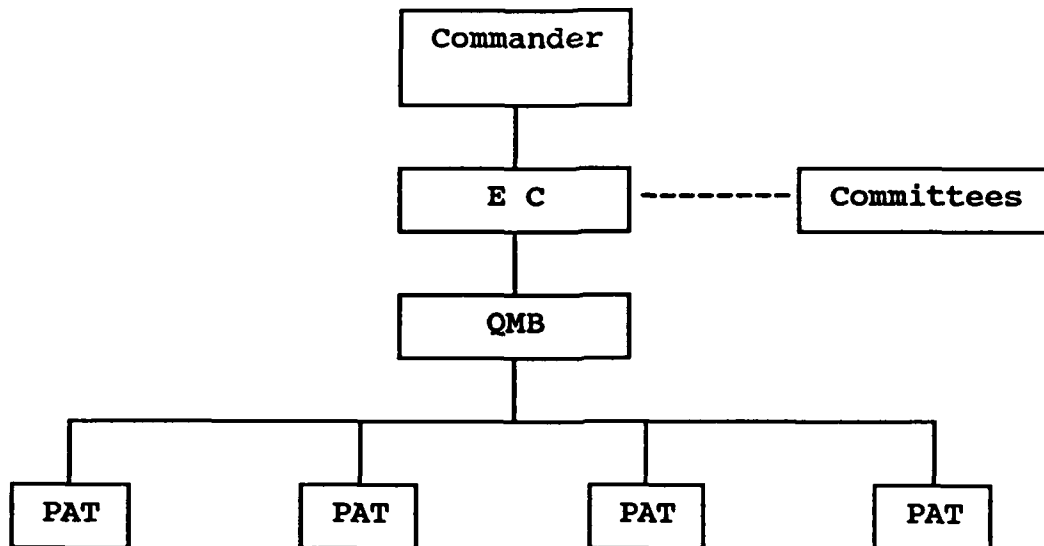 Commander
E C
Committees
QMB
PAT
PAT
PAT
PAT